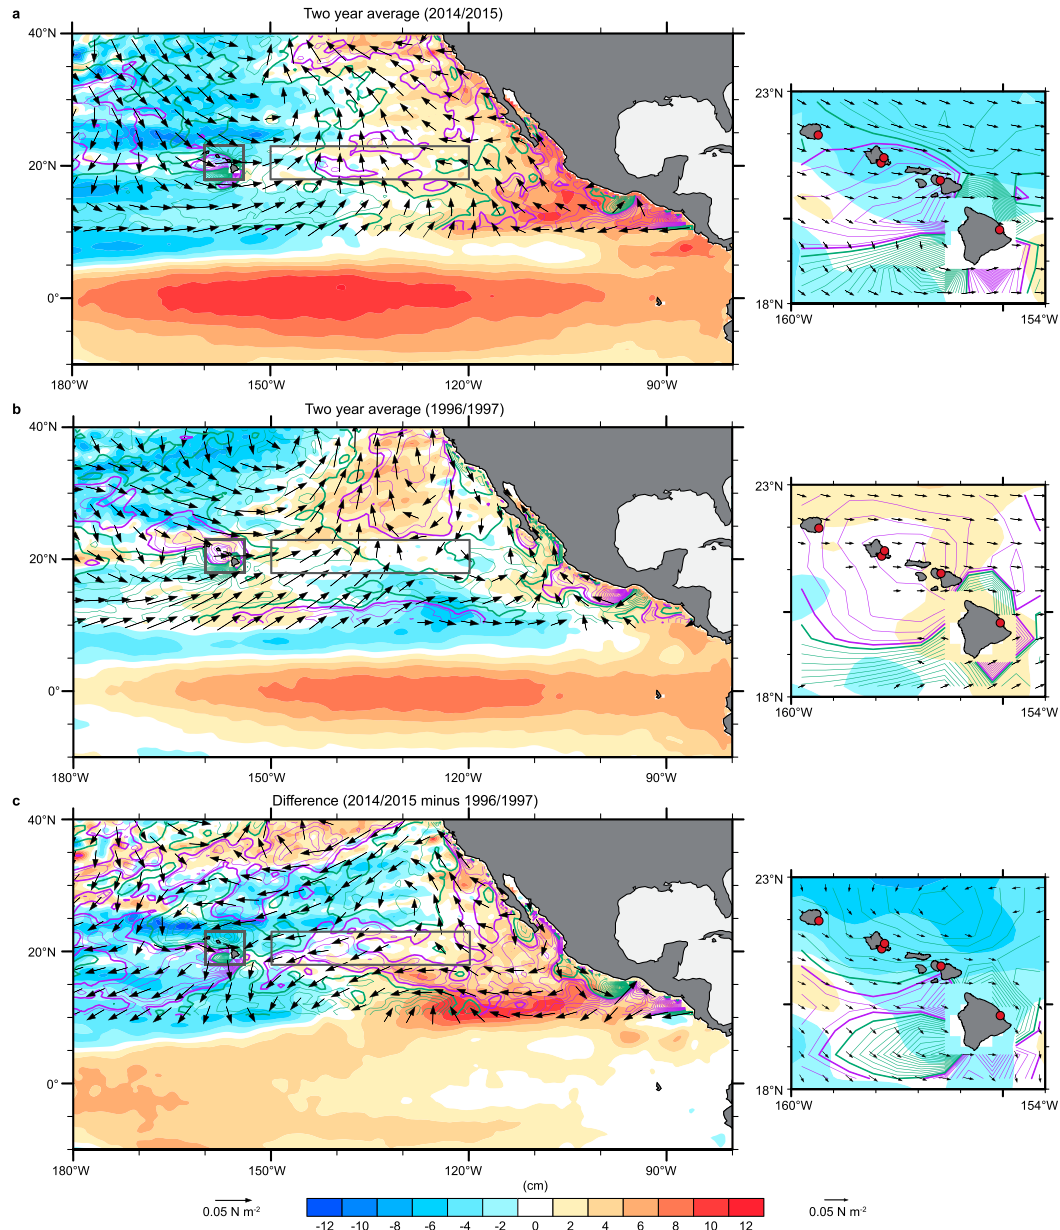 a
Two year average (2014/2015)
40°N
20°N
0°
180°W
150°W
120°W
90°W
23°N
18°N
160°W
154°W
b
Two year average (1996/1997)
40°N
20°N
0°
180°W
150°W
120°W
90°W
23°N
18°N
160°W
154°W
c
Difference (2014/2015 minus 1996/1997)
40°N
20°N
0°
180°W
150°W
120°W
90°W
23°N
18°N
160°W
154°W
(cm)
0.05 N m-2
-12 -10 -8 -6 -4 -2 0 2 4 6 8 10 12
0.05 N m-2